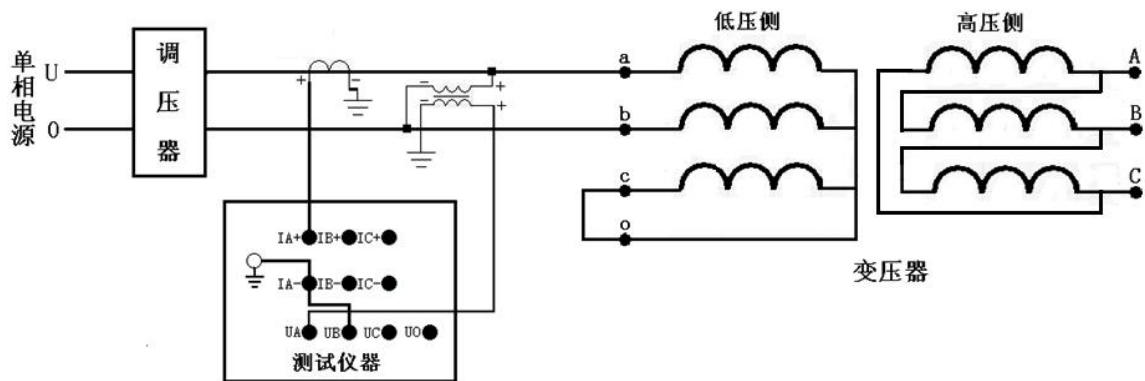 低压侧
高压侧
单相电源
U
O
调压器
+
-
-
+
-
+
a
b
c
o
A
B
C
变压器
IA+ IB+ IC+
IA- IB- IC-
UA UB UC UO
测试仪器